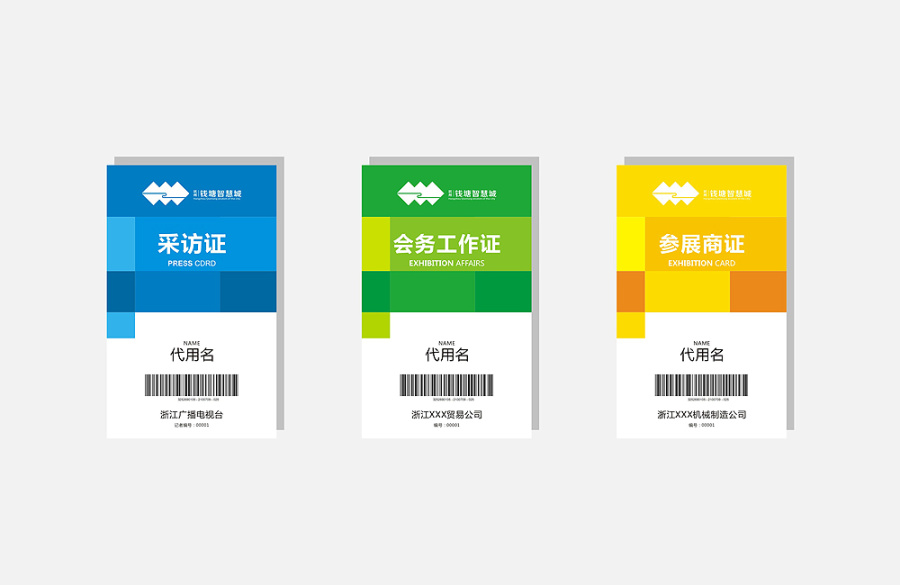 钱塘智慧城
采访证
PRESS CDRD
NAME
代用名
浙江广播电视台
记者编号：00001
钱塘智慧城
会务工作证
EXHIBITION AFFAIRS
NAME
代用名
浙江XXX贸易公司
编号：00001
钱塘智慧城
参展商证
EXHIBITION CARD
NAME
代用名
浙江XXX机械制造公司
编号：00001